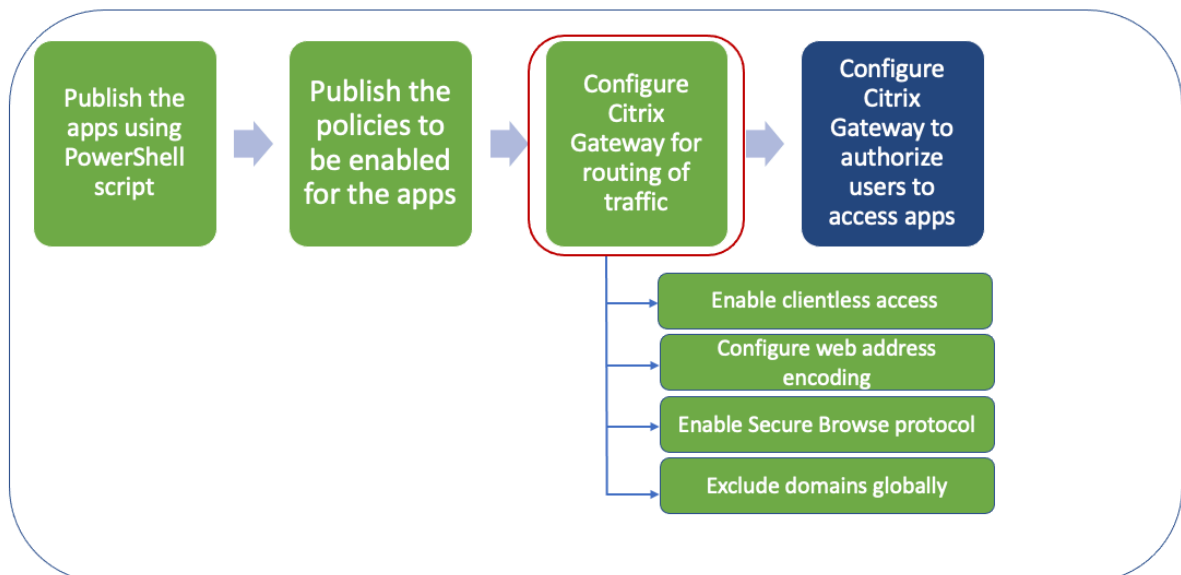 Publish the
apps using
PowerShell
script
Publish the
policies to
be enabled
for the apps
Configure
Citrix
Gateway for
routing of
traffic
Configure
Citrix
Gateway to
authorize
users to
access apps
Enable clientless access
Configure web address
encoding
Enable Secure Browse protocol
Exclude domains globally